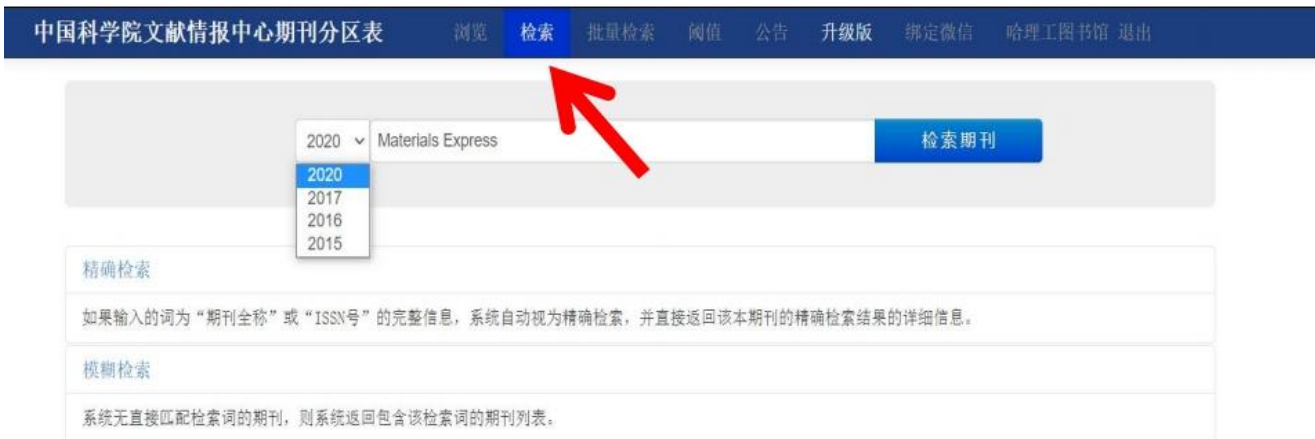 中国科学院文献情报中心期刊分区表 浏览 检索 批量检索 阈值 公告 升级版 绑定微信 哈理工图书馆 退出
2020 Materials Express 检索期刊
2020
2017
2016
2015
精确检索
如果输入的词为“期刊全称”或“ISSN号”的完整信息，系统自动视为精确检索，并直接返回该本期刊的精确检索结果的详细信息。
模糊检索
系统无直接匹配检索词的期刊，则系统返回包含该检索词的期刊列表。